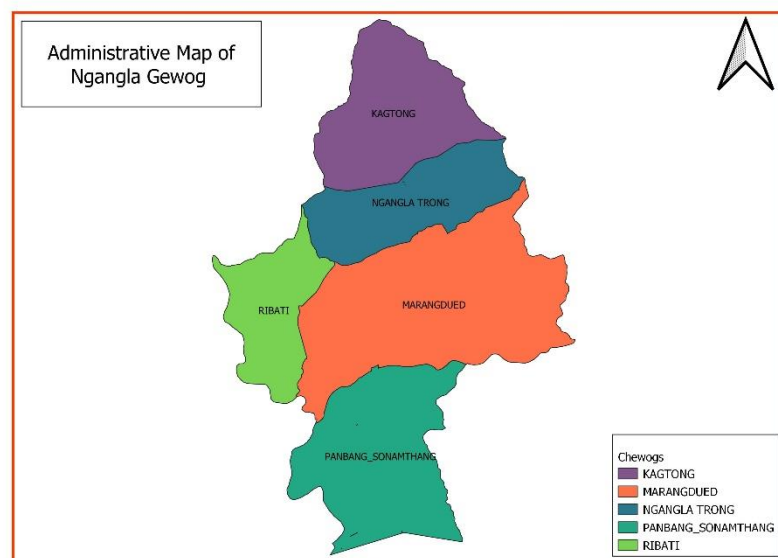 Administrative Map of
Ngangla Gewog
KAGTONG
NGANGLA TRONG
MARANGDUED
RIBATI
PANBANG_SONAMTHANG
Chewogs
KAGTONG
MARANGDUED
NGANGLA TRONG
PANBANG_SONAMTHANG
RIBATI